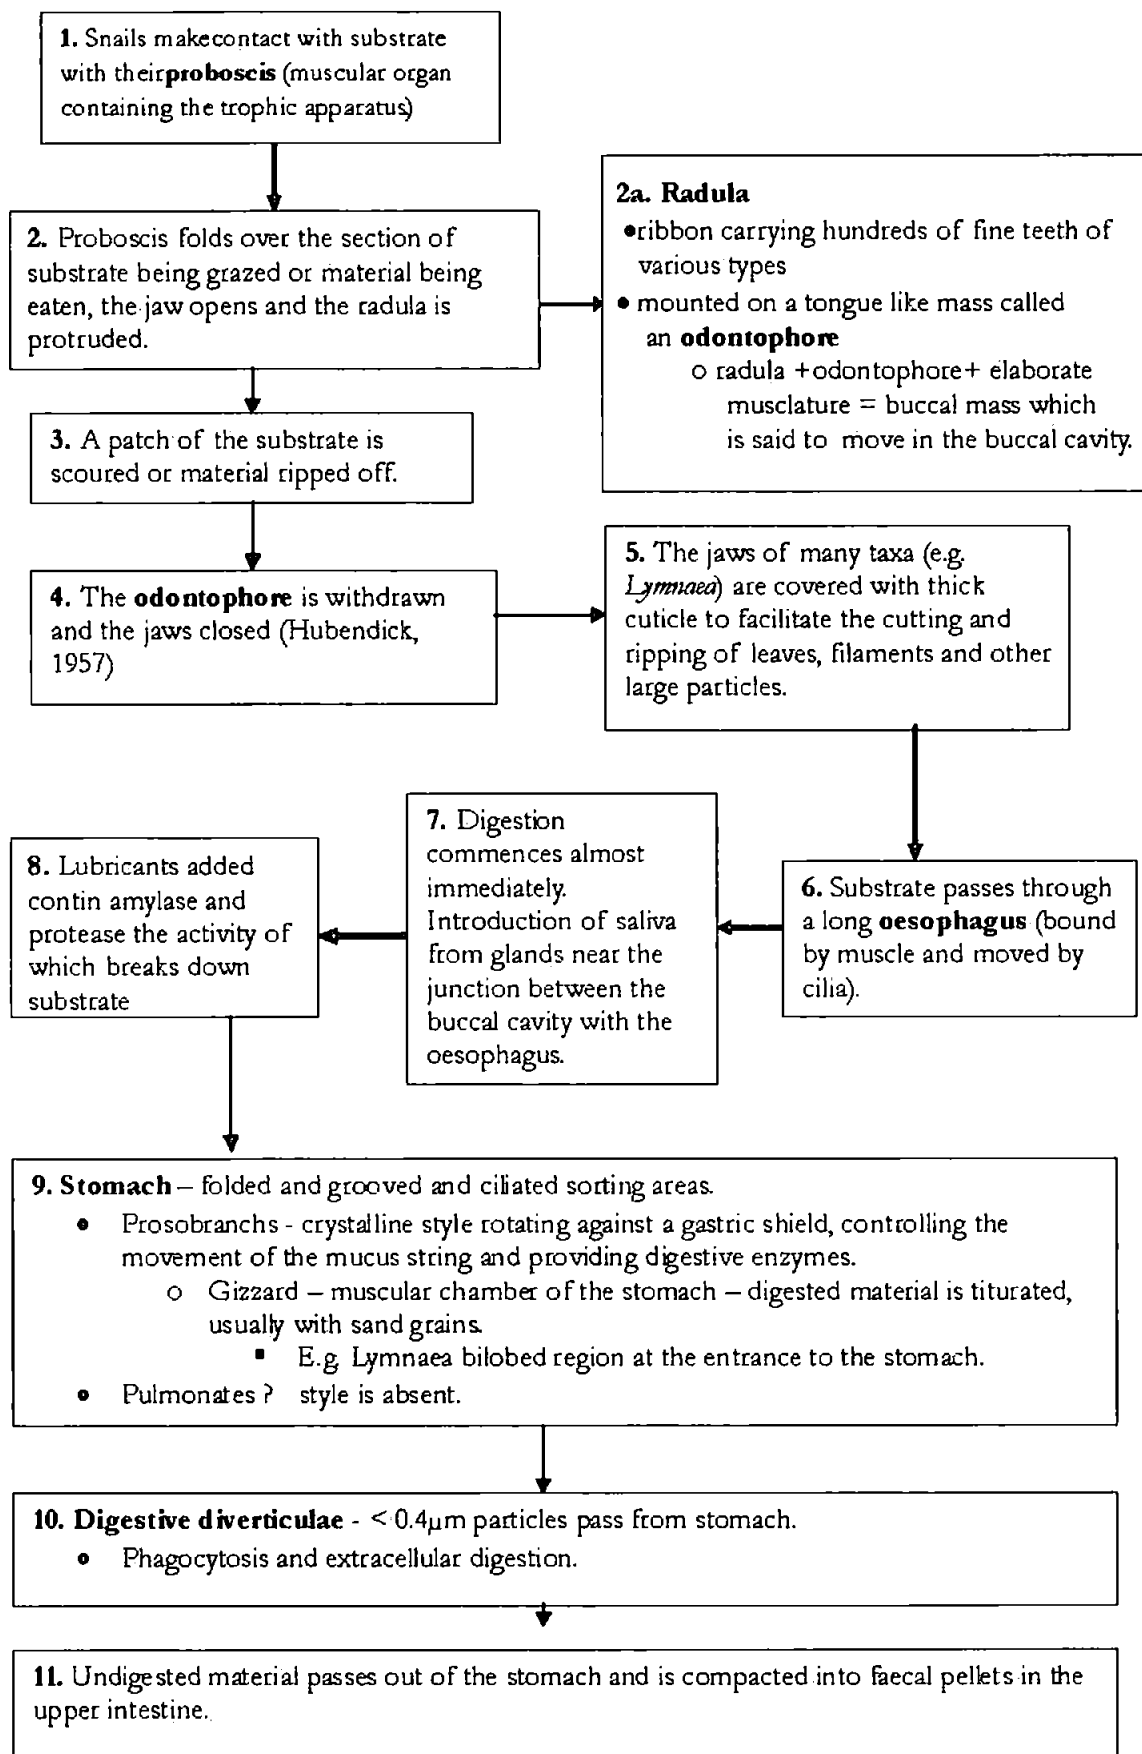 1. Snails makecontact with substrate
with theirproboscis (muscular organ
containing the trophic apparatus)
2. Proboscis folds over the section of
substrate being grazed or material being
eaten, the jaw opens and the radula is
protruded.
2a. Radula
•ribbon carrying hundreds of fine teeth of
various types
• mounted on a tongue like mass called
an odontophore
o radula +odontophore+ elaborate
musclature = buccal mass which
is said to move in the buccal cavity.
3. A patch of the substrate is
scoured or material ripped off.
4. The odontophore is withdrawn
and the jaws closed (Hubendick,
1957)
5. The jaws of many taxa (e.g.
Lymnaea) are covered with thick
cuticle to facilitate the cutting and
ripping of leaves, filaments and other
large particles.
6. Substrate passes through
a long oesophagus (bound
by muscle and moved by
cilia).
7. Digestion
commences almost
immediately.
Introduction of saliva
from glands near the
junction between the
buccal cavity with the
oesophagus.
8. Lubricants added
contin amylase and
protease the activity of
which breaks down
substrate
9. Stomach – folded and grooved and ciliated sorting areas.
• Prosobranchs - crystalline style rotating against a gastric shield, controlling the
movement of the mucus string and providing digestive enzymes.
o Gizzard – muscular chamber of the stomach – digested material is titurated,
usually with sand grains.
▪ E.g. Lymnaea bilobed region at the entrance to the stomach.
• Pulmonates ? style is absent.
10. Digestive diverticulae - < 0.4µm particles pass from stomach.
• Phagocytosis and extracellular digestion.
11. Undigested material passes out of the stomach and is compacted into faecal pellets in the
upper intestine.